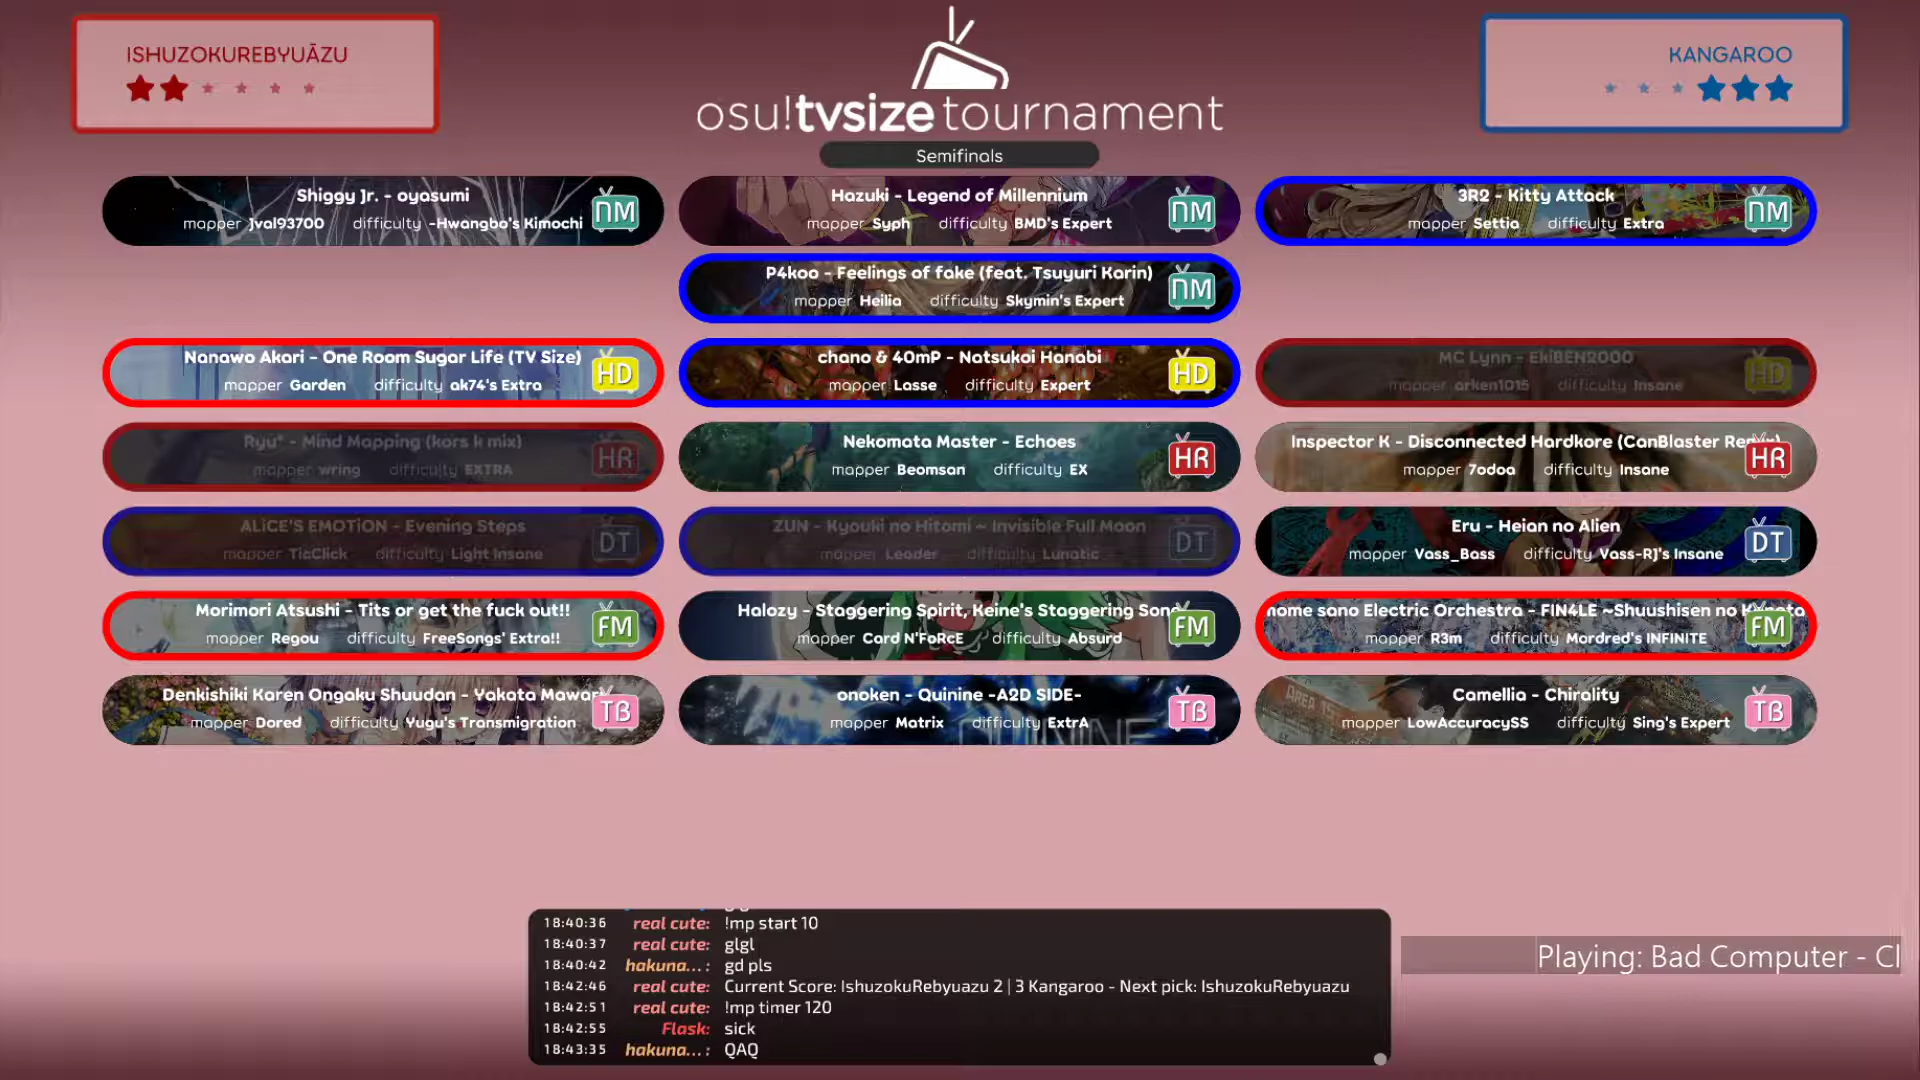 ISHUZOKUREBYUĀZU
KANGAROO
osu!tvsize tournament
Semifinals
Shiggy Jr. - oyasumi
mapper Jval93700 difficulty -Hwangbo's Kimochi
NM
Hazuki - Legend of Millennium
mapper Syph difficulty BMD's Expert
NM
3R2 - Kitty Attack
mapper Settia difficulty Extra
NM
P4koo - Feelings of fake (feat. Tsuyuri Karin)
mapper Heilia difficulty Skymin's Expert
NM
Nanawo Akari - One Room Sugar Life (TV Size)
mapper Garden difficulty ak74's Extra
HD
chano & 40mP - Natsukoi Hanabi
mapper Lasse difficulty Expert
HD
MC Lynn - EkiBEN2000
mapper arken1015 difficulty Insane
HD
Ryu* - Mind Mapping (kors k mix)
mapper wring difficulty EXTRA
HR
Nekomata Master - Echoes
mapper Beomsan difficulty EX
HR
Inspector K - Disconnected Hardkore (CanBlaster
mapper 7odoa difficulty Insane
HR
ALiCE'S EMOTiON - Evening Steps
mapper TicClick difficulty Light Insane
DT
ZUN - Kyouki no Hitomi ~ Invisible Full Moon
mapper Leader difficulty Lunatic
DT
Eru - Heian no Alien
mapper Vass_Bass difficulty Vass-RJ's Insane
DT
Morimori Atsushi - Tits or get the fuck out!!
mapper Regou difficulty FreeSongs' Extra!!
FM
Halozy - Staggering Spirit, Keine's Staggering Song
mapper Card N'FoRcE difficulty Absurd
FM
nome sano Electric Orchestra - FIN4LE ~Shuushisen no
mapper R3m difficulty Mordred's INFINITE
FM
Denkishiki Karen Ongaku Shuudan - Yakata Mawari
mapper Dored difficulty Yugu's Transmigration
TB
onoken - Quinine -A2D SIDE-
mapper Matrix difficulty ExtrA
TB
Camellia - Chirality
mapper LowAccuracySS difficulty Sing's Expert
TB
18:40:36 real cute: !mp start 10
18:40:37 real cute: glgl
18:40:42 hakuna...: gd pls
18:42:46 real cute: Current Score: IshuzokuRebyuazu 2 | 3 Kangaroo - Next pick: IshuzokuRebyuazu
18:42:51 real cute: !mp timer 120
18:42:55 Flask: sick
18:43:35 hakuna...: QAQ
Playing: Bad Computer - Cl